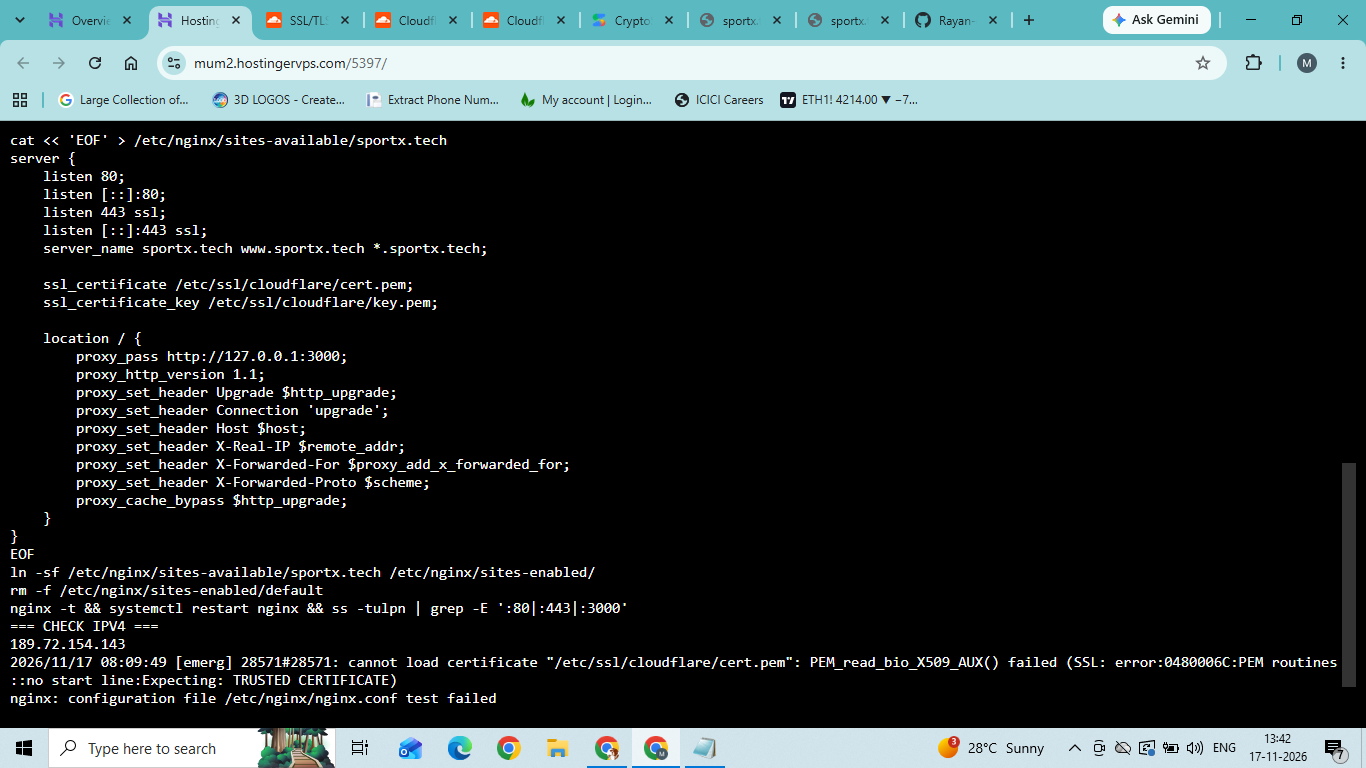 Overvie
Hosting
SSL/TL
Cloudf
Cloudf
Crypto
sportx.
sportx.
Rayan-
Ask Gemini
mum2.hostingervps.com/5397/
M
Large Collection of...
3D LOGOS - Create...
Extract Phone Num...
My account | Login...
ICICI Careers
ETH1! 4214.00 ▼ −7...
cat << 'EOF' > /etc/nginx/sites-available/sportx.tech
server {
    listen 80;
    listen [::]:80;
    listen 443 ssl;
    listen [::]:443 ssl;
    server_name sportx.tech www.sportx.tech *.sportx.tech;
    ssl_certificate /etc/ssl/cloudflare/cert.pem;
    ssl_certificate_key /etc/ssl/cloudflare/key.pem;
    location / {
        proxy_pass http://127.0.0.1:3000;
        proxy_http_version 1.1;
        proxy_set_header Upgrade $http_upgrade;
        proxy_set_header Connection 'upgrade';
        proxy_set_header Host $host;
        proxy_set_header X-Real-IP $remote_addr;
        proxy_set_header X-Forwarded-For $proxy_add_x_forwarded_for;
        proxy_set_header X-Forwarded-Proto $scheme;
        proxy_cache_bypass $http_upgrade;
    }
}
EOF
ln -sf /etc/nginx/sites-available/sportx.tech /etc/nginx/sites-enabled/
rm -f /etc/nginx/sites-enabled/default
nginx -t && systemctl restart nginx && ss -tulpn | grep -E ':80|:443|:3000'
=== CHECK IPV4 ===
189.72.154.143
2026/11/17 08:09:49 [emerg] 28571#28571: cannot load certificate "/etc/ssl/cloudflare/cert.pem": PEM_read_bio_X509_AUX() failed (SSL: error:0480006C:PEM routines
::no start line:Expecting: TRUSTED CERTIFICATE)
nginx: configuration file /etc/nginx/nginx.conf test failed
Type here to search
3
28°C Sunny
ENG
13:42
17-11-2026
7